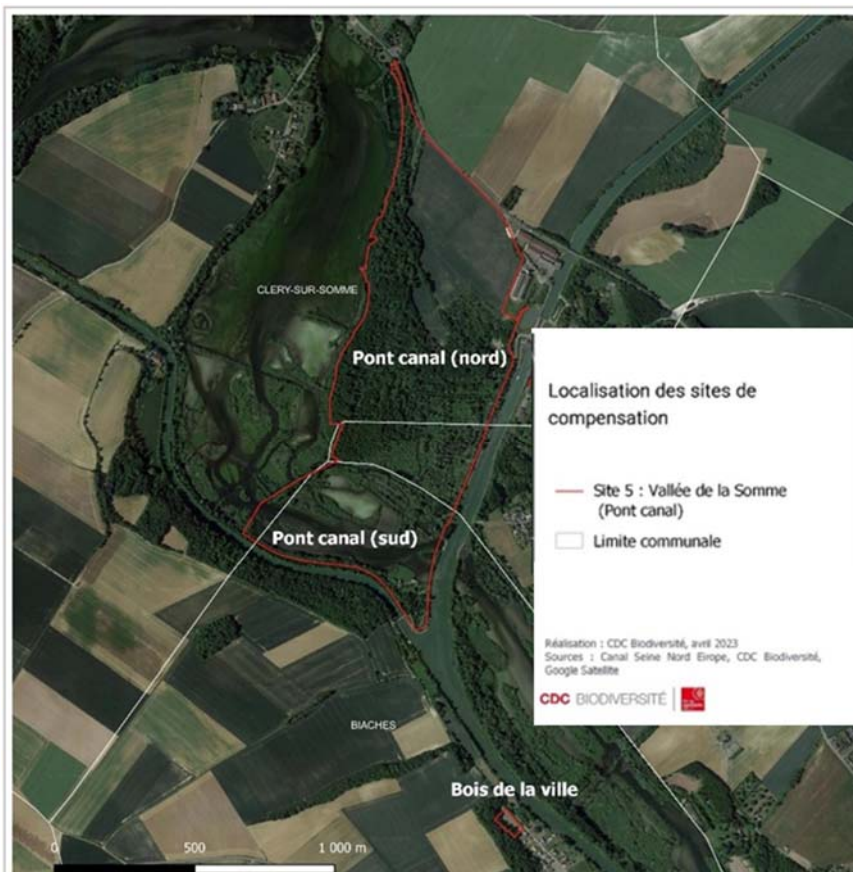 CLERY-SUR-SOMME
Pont canal (nord)
Pont canal (sud)
BIACHES
Bois de la ville
0 500 1 000 m
Localisation des sites de
compensation
Site 5 : Vallée de la Somme
(Pont canal)
Limite communale
Réalisation : CDC Biodiversité, avril 2023
Sources : Canal Seine Nord Eirope, CDC Biodiversité,
Google Satellite
CDC BIODIVERSITÉ